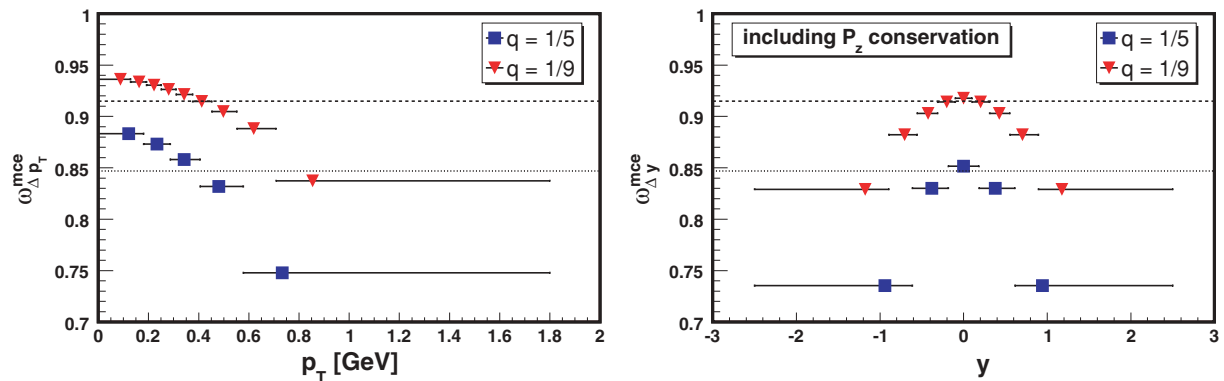 ω^mce_Δ p_T
1
0.95
0.9
0.85
0.8
0.75
0.7
q = 1/5
q = 1/9
0 0.2 0.4 0.6 0.8 1 1.2 1.4 1.6 1.8 2
p_T [GeV]
ω^mce_Δ y
1
0.95
0.9
0.85
0.8
0.75
0.7
including P_z conservation
q = 1/5
q = 1/9
-3 -2 -1 0 1 2 3
y